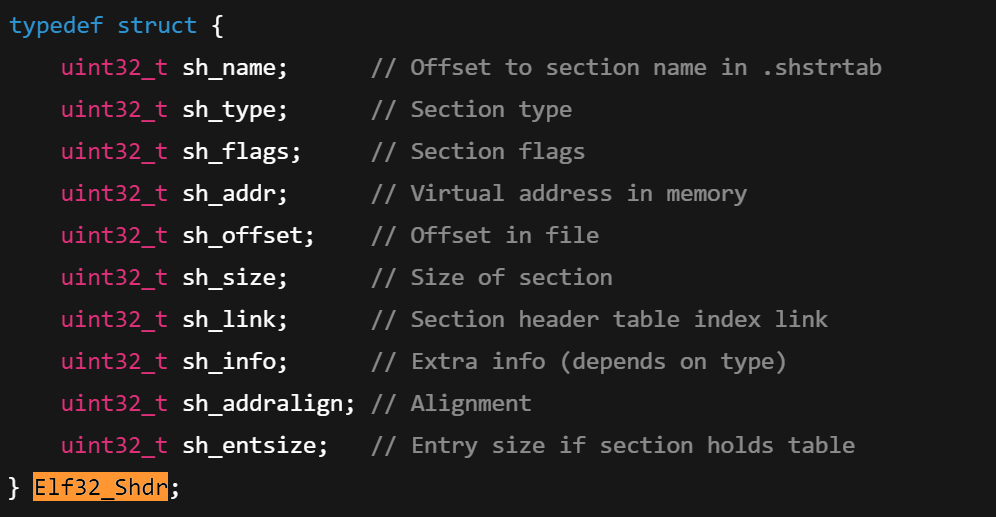 typedef struct {
    uint32_t sh_name;      // Offset to section name in .shstrtab
    uint32_t sh_type;      // Section type
    uint32_t sh_flags;     // Section flags
    uint32_t sh_addr;      // Virtual address in memory
    uint32_t sh_offset;    // Offset in file
    uint32_t sh_size;      // Size of section
    uint32_t sh_link;      // Section header table index link
    uint32_t sh_info;      // Extra info (depends on type)
    uint32_t sh_addralign; // Alignment
    uint32_t sh_entsize;   // Entry size if section holds table
} Elf32_Shdr;